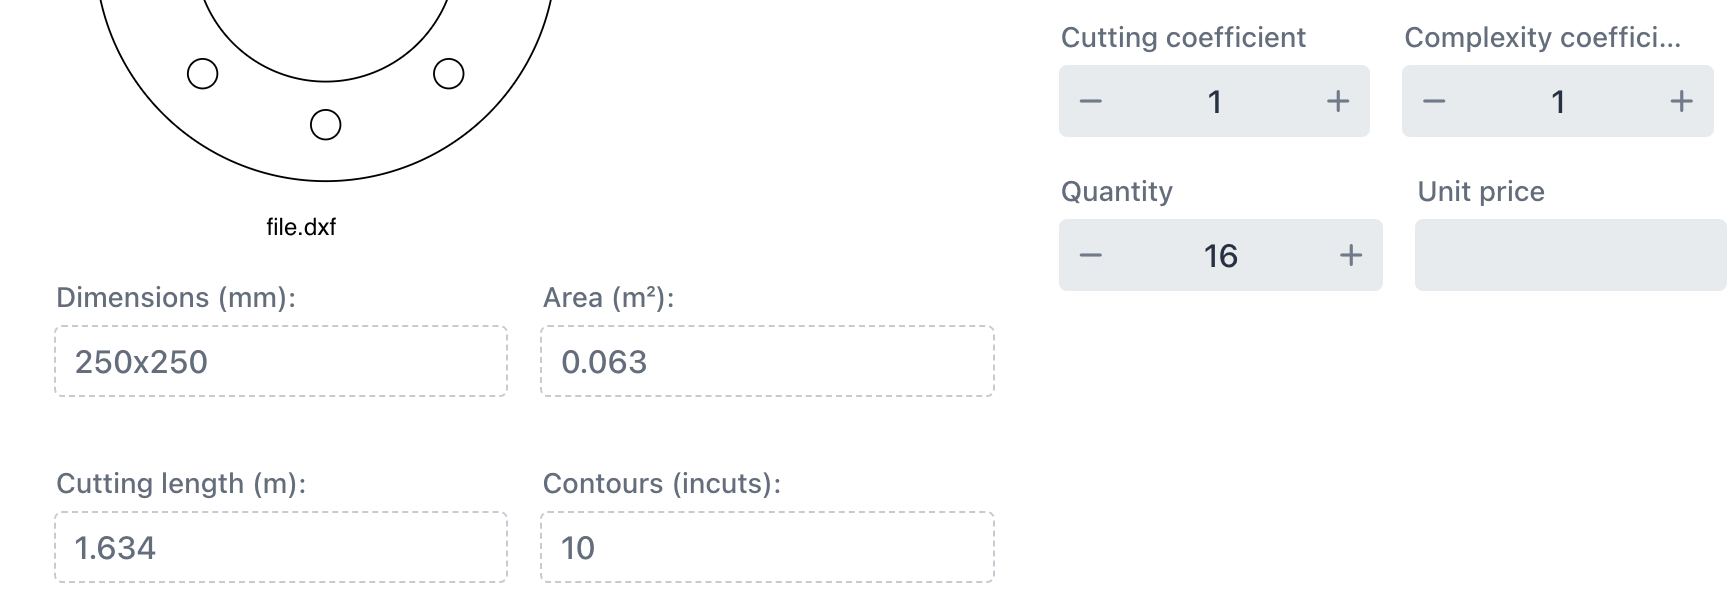 Cutting coefficient
Complexity coeffici...
− 1 +
− 1 +
Quantity
Unit price
− 16 +
file.dxf
Dimensions (mm):
Area (m²):
250x250
0.063
Cutting length (m):
Contours (incuts):
1.634
10